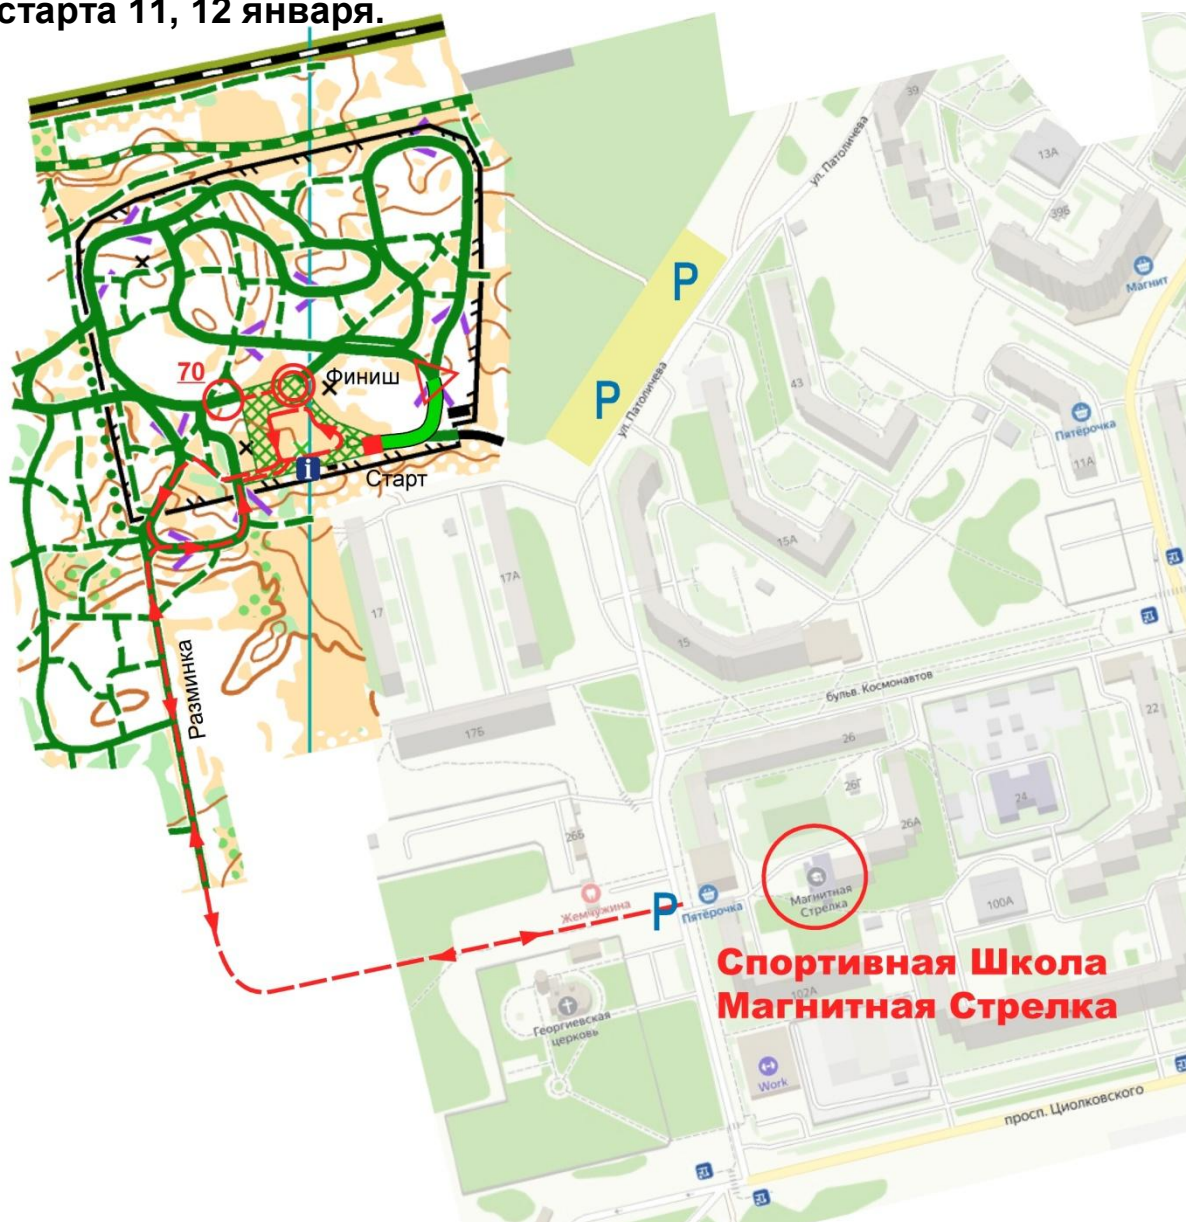 старта 11, 12 января.
39
13А
39Б
ул. Патоличева
Р
Магнит
70
Финиш
Р
ул. Патоличева
43
Пятёрочка
11А
i
Старт
15А
17А
17
15
Разминка
бульв. Космонавтов
22
17Б
26
26Г
24
26Б
26А
Жемчужина
Р
Пятёрочка
Магнитная
Стрелка
100А
Спортивная Школа
102А
Магнитная Стрелка
Георгиевская
церковь
Work
просп. Циолковского